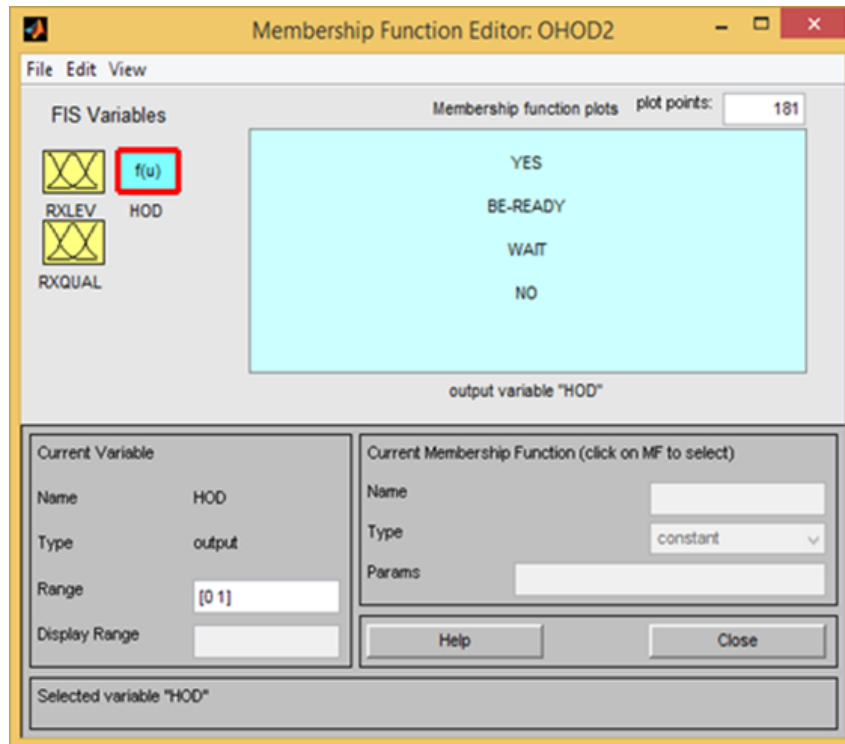 Membership Function Editor: OHOD2
File Edit View
FIS Variables
Membership function plots plot points: 181
f(u)
RXLEV HOD
RXQUAL
YES
BE-READY
WAIT
NO
output variable "HOD"
Current Variable
Name HOD
Type output
Range [0 1]
Display Range
Current Membership Function (click on MF to select)
Name
Type constant
Params
Help Close
Selected variable "HOD"